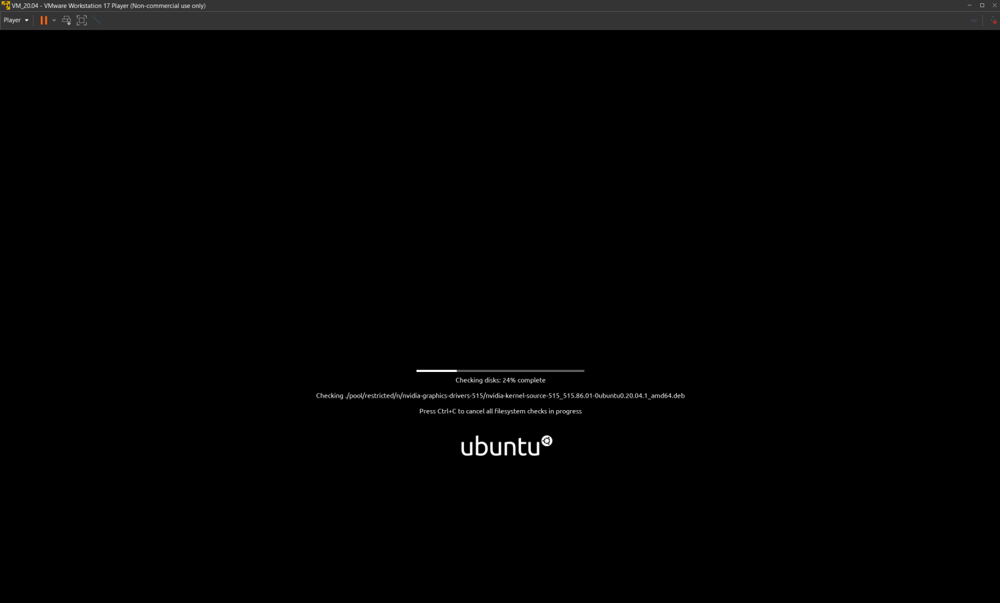 VM_20.04 - VMware Workstation 17 Player (Non-commercial use only)
Player
Checking disks: 24% complete
Checking ./pool/restricted/n/nvidia-graphics-drivers-515/nvidia-kernel-source-515_515.86.01-0ubuntu0.20.04.1_amd64.deb
Press Ctrl+C to cancel all filesystem checks in progress
ubuntu